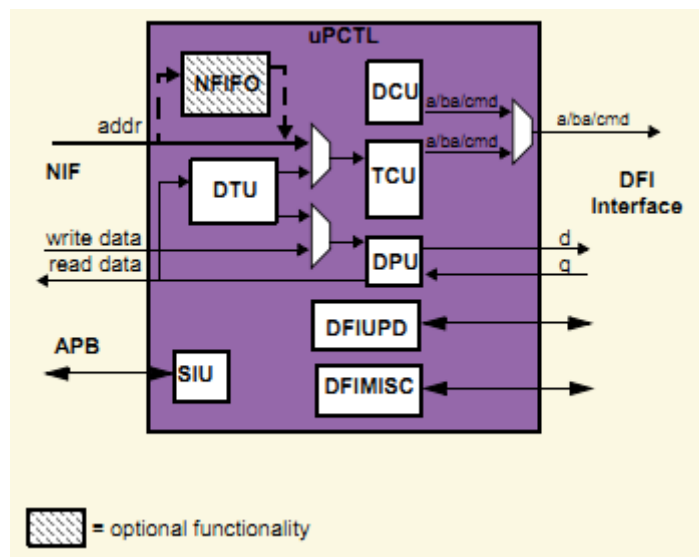 uPCTL
NFIFO
DCU
a/ba/cmd
addr
a/ba/cmd
NIF
DTU
TCU
a/ba/cmd
DFI
Interface
write data
read data
DPU
d
q
DFIUPD
APB
SIU
DFIMISC
= optional functionality